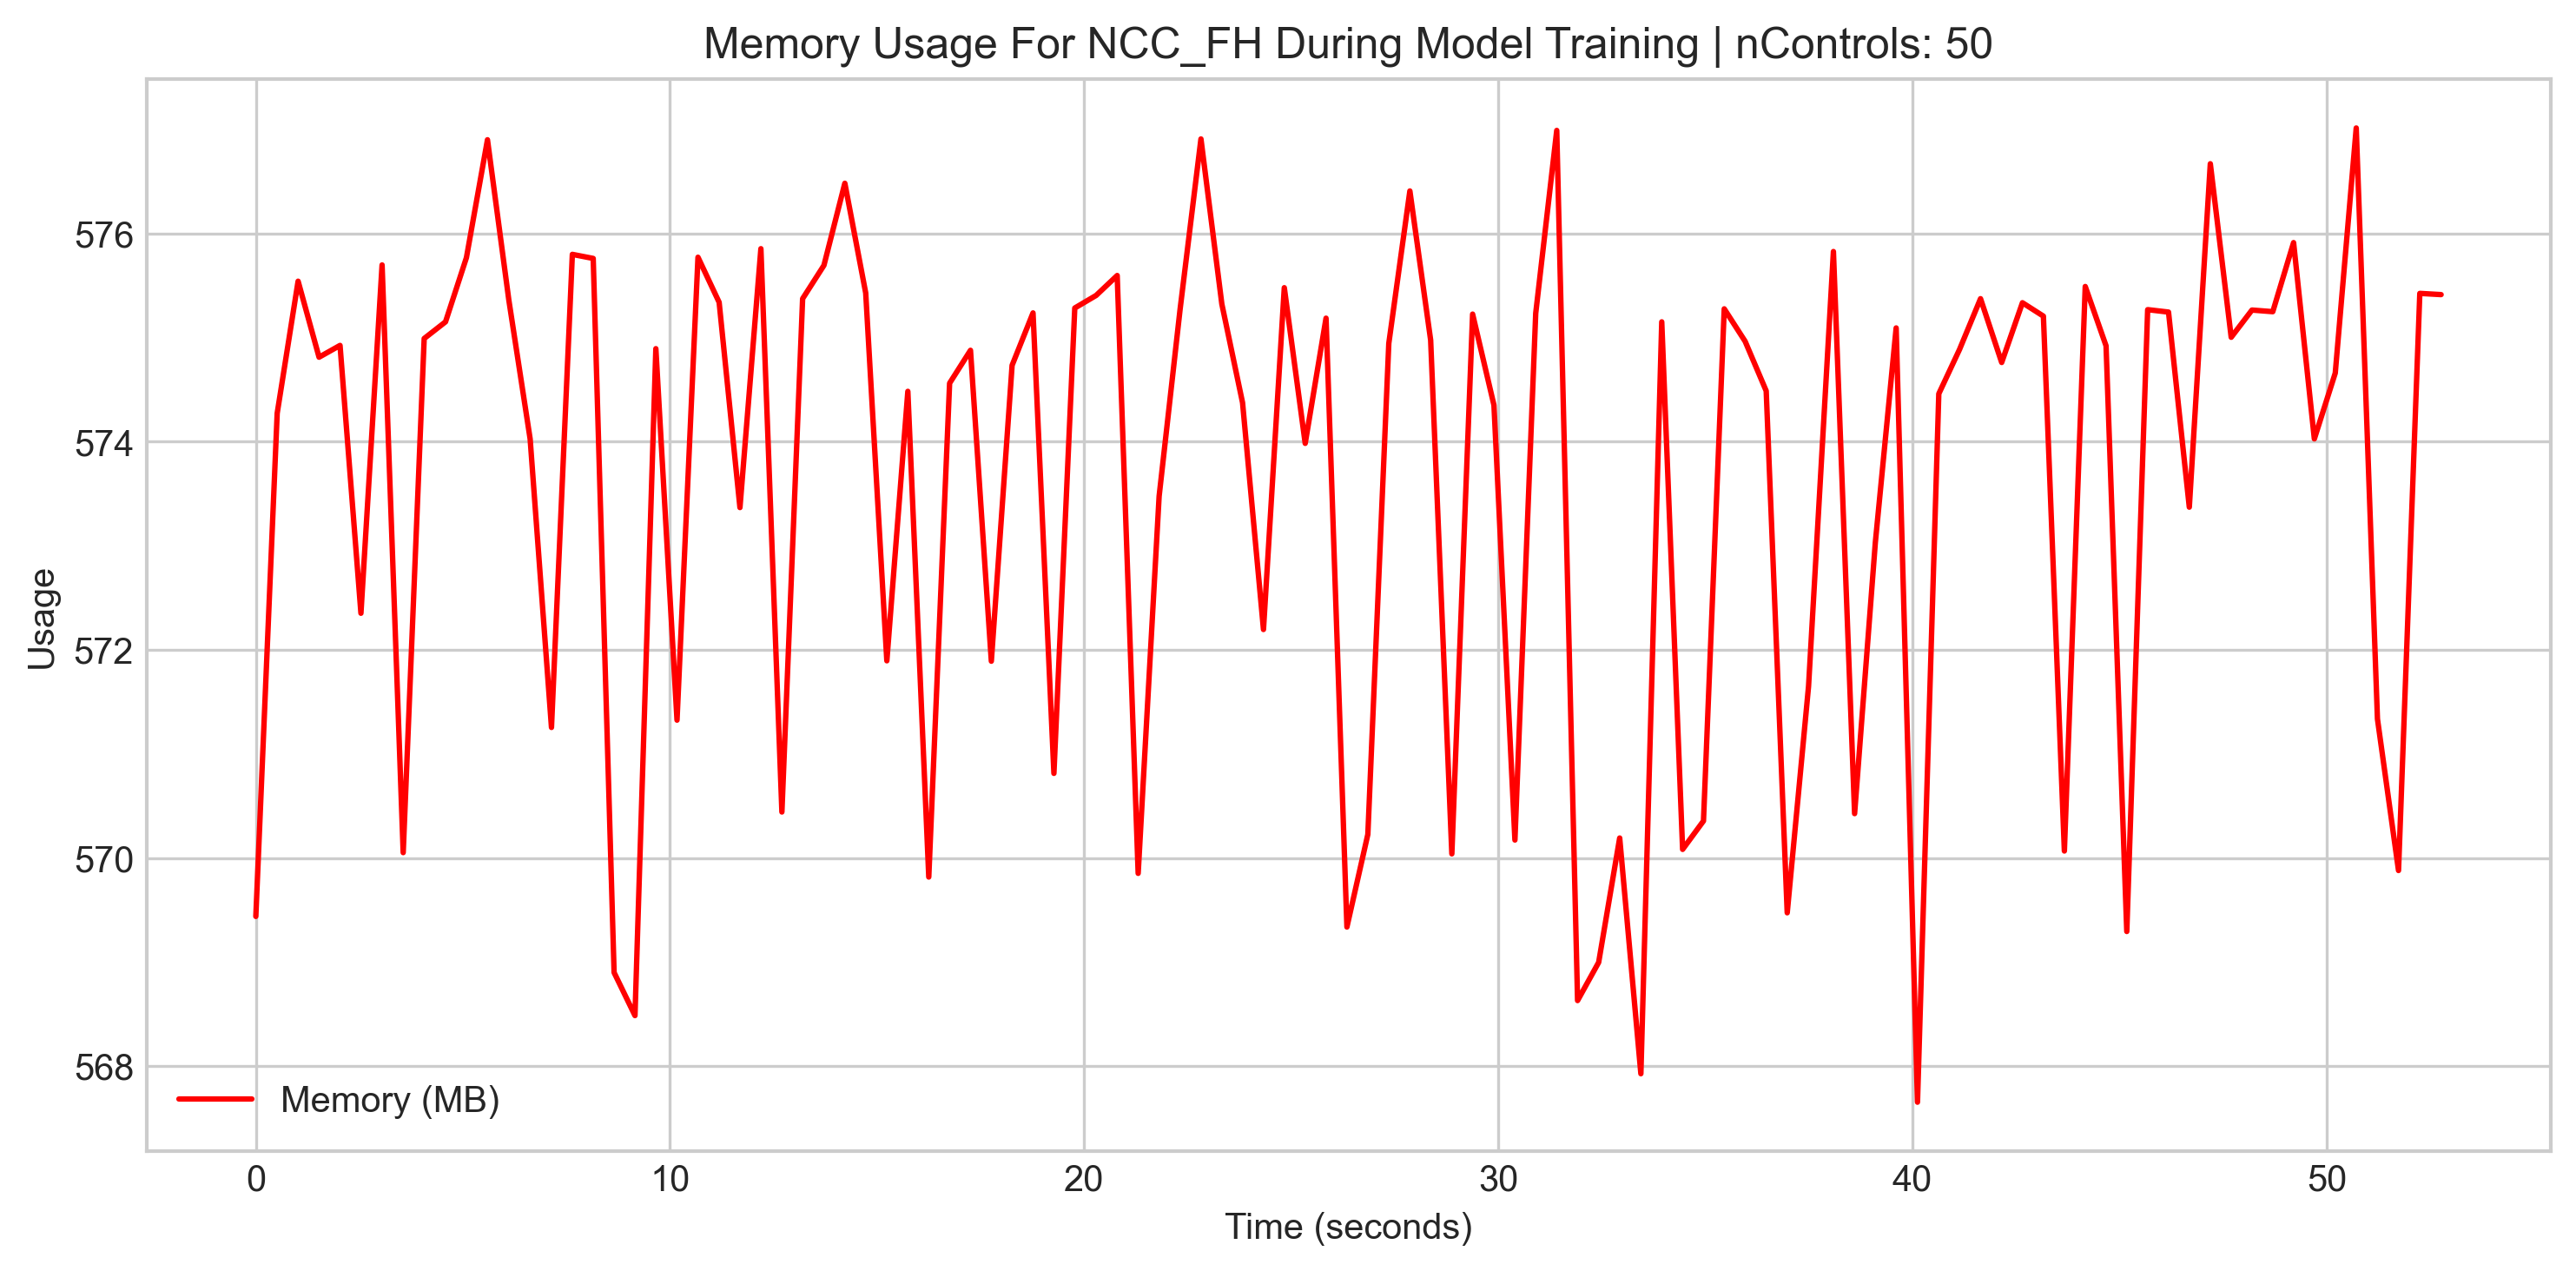 Memory Usage For NCC_FH During Model Training | nControls: 50
Usage
576
574
572
570
568
Memory (MB)
0 10 20 30 40 50
Time (seconds)